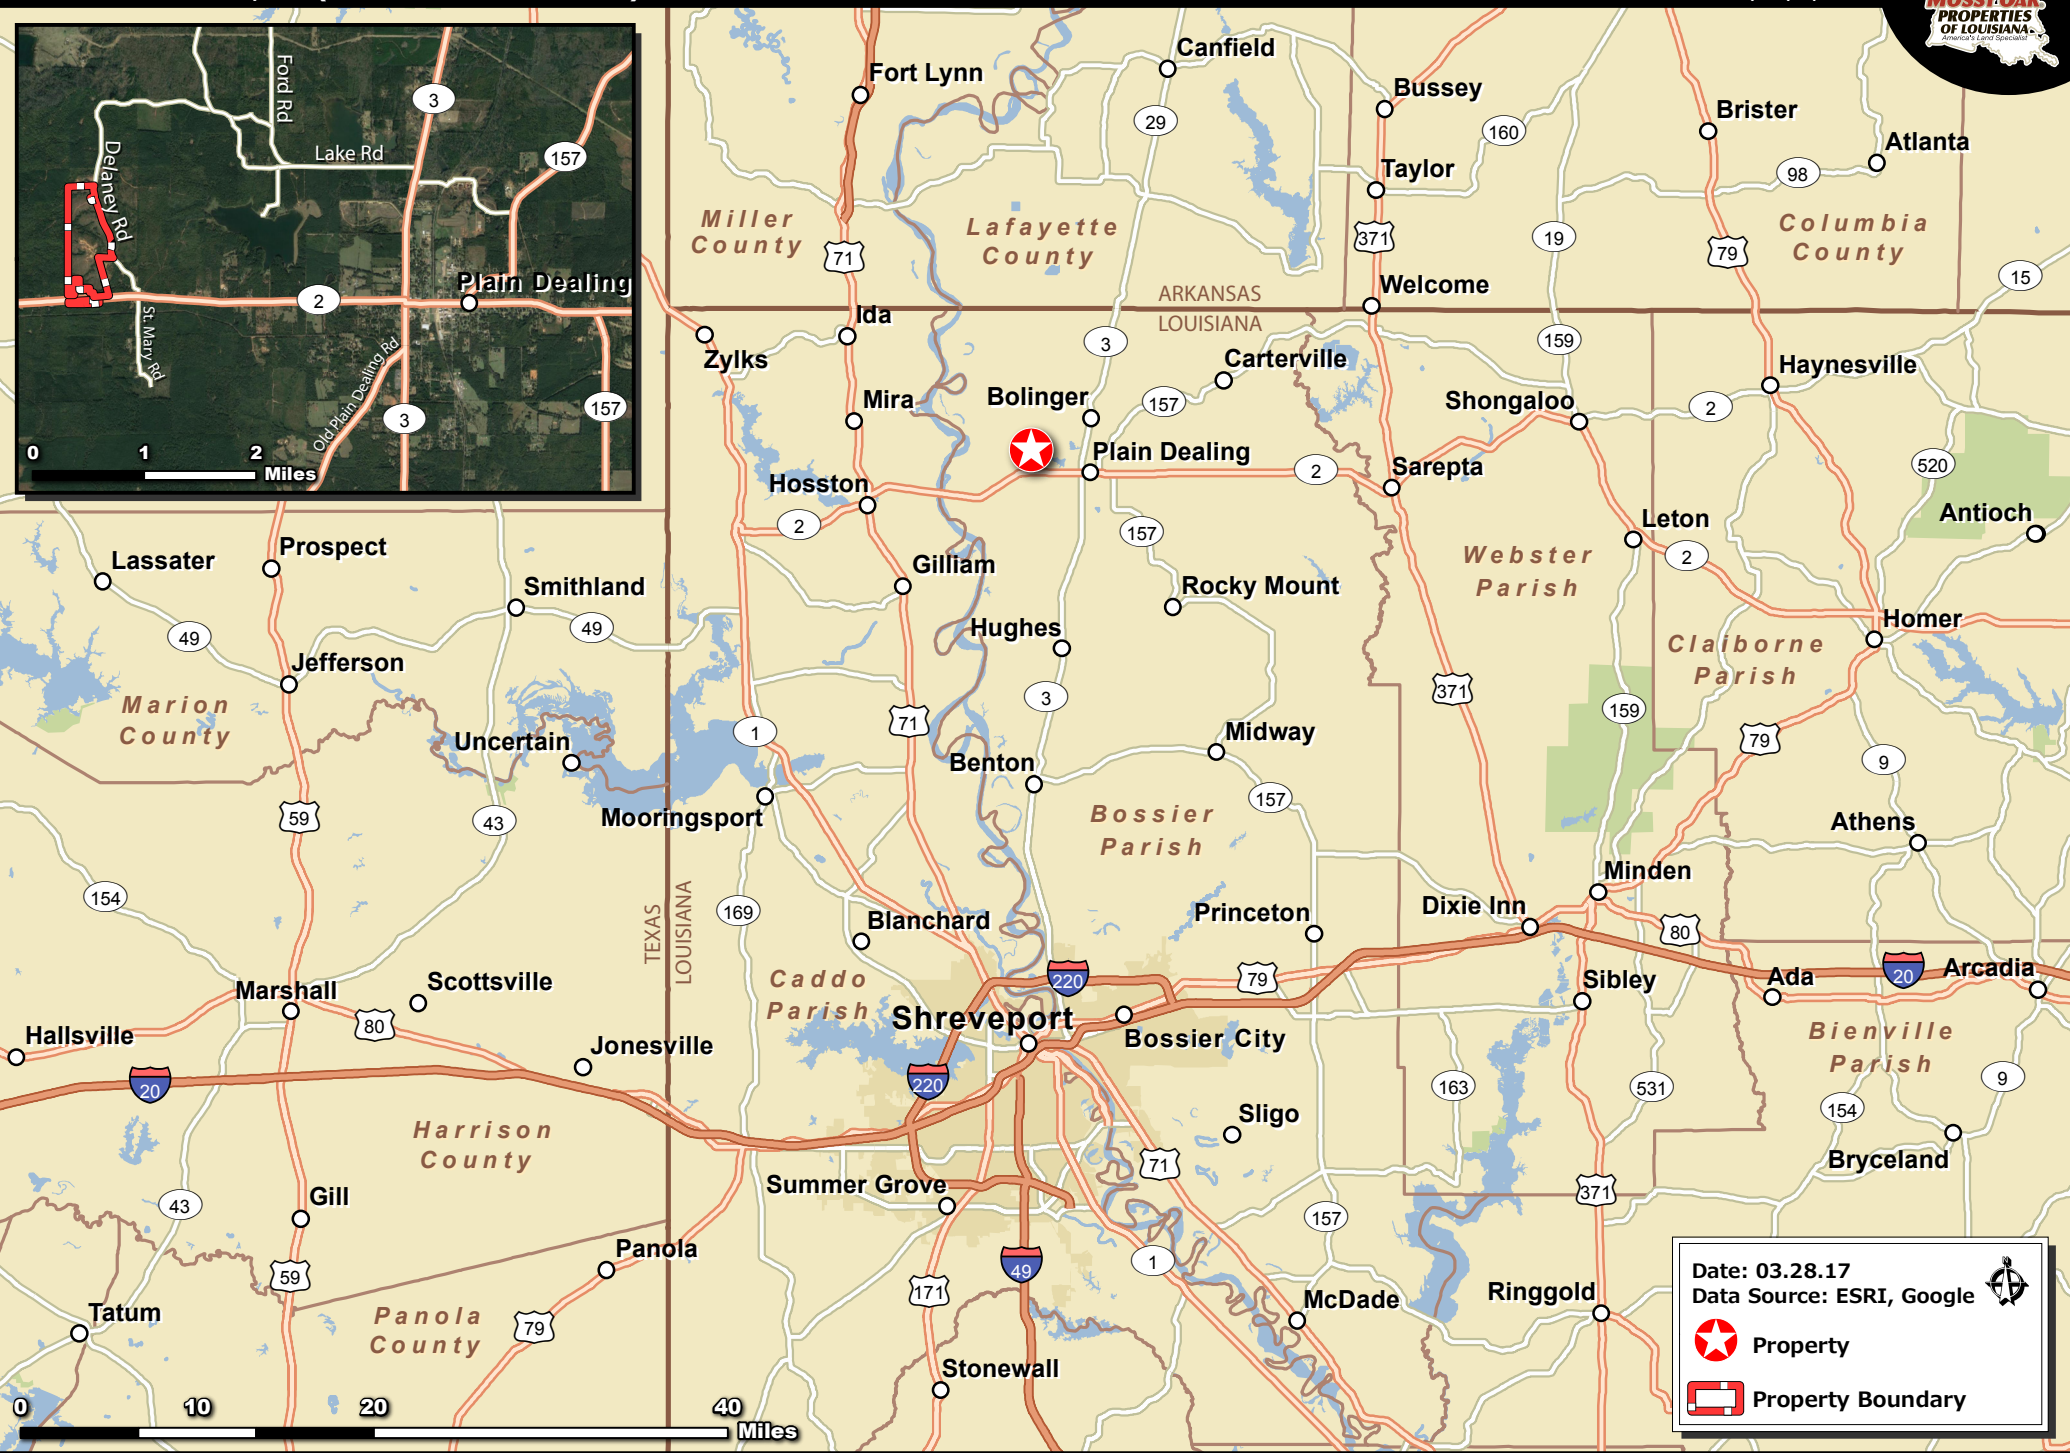 MOSSY OAK
PROPERTIES
OF LOUISIANA
America's Land Specialist
Ford Rd
3
157
Lake Rd
Delaney Rd
Plain Dealing
2
St. Mary Rd
Old Plain Dealing Rd
3
157
0 1 2
Miles
Canfield
Fort Lynn
Bussey
Brister
29
160
Atlanta
Taylor
98
Miller
County
Lafayette
County
Columbia
County
371
19
71
79
15
Welcome
ARKANSAS
LOUISIANA
Ida
3
159
Zylks
Carterville
Haynesville
Mira
Bolinger
157
Shongaloo
2
Plain Dealing
2
Sarepta
520
Hosston
2
Antioch
Leton
157
2
Webster
Parish
Lassater
Prospect
Gilliam
Smithland
Rocky Mount
49
49
Hughes
Homer
Claiborne
Parish
Jefferson
371
3
159
Marion
County
71
1
Uncertain
Midway
79
9
Benton
157
59
43
Mooringsport
Bossier
Parish
Athens
Minden
154
TEXAS
LOUISIANA
169
Blanchard
Princeton
Dixie Inn
80
Caddo
Parish
220
79
Sibley
Ada
20
Arcadia
Marshall
Scottsville
Shreveport
80
Hallsville
Bossier City
Bienville
Parish
Jonesville
20
220
163
531
9
154
Harrison
County
Sligo
71
Bryceland
Summer Grove
Gill
43
371
157
Panola
49
1
59
171
Date: 03.28.17
Data Source: ESRI, Google
Property
Property Boundary
Ringgold
McDade
Tatum
Panola
County
79
Stonewall
0 10 20 40
Miles